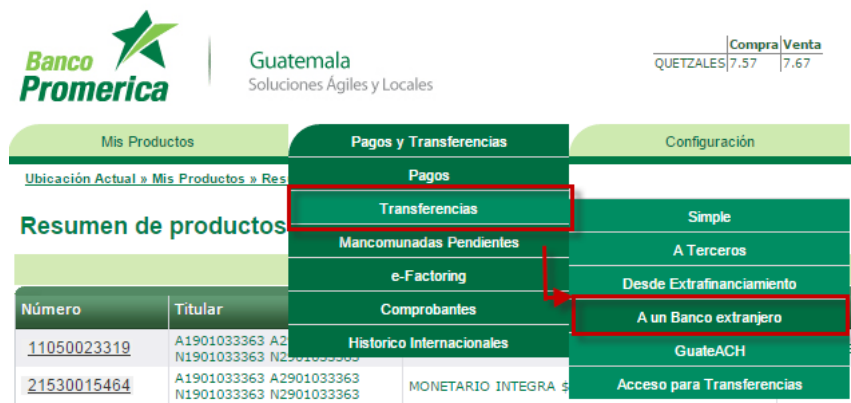 Banco
Promerica
Guatemala
Soluciones Ágiles y Locales
Compra Venta
QUETZALES 7.57 7.67
Mis Productos
Pagos y Transferencias
Configuración
Ubicación Actual » Mis Productos » Res
Pagos
Transferencias
Simple
Resumen de productos
Mancomunadas Pendientes
A Terceros
e-Factoring
Desde Extrafinanciamiento
Número
Titular
Comprobantes
A un Banco extranjero
11050023319
A1901033363 A2
N1901033363 N2901033363
Historico Internacionales
GuateACH
21530015464
A1901033363 A2901033363
N1901033363 N2901033363
MONETARIO INTEGRA $
Acceso para Transferencias